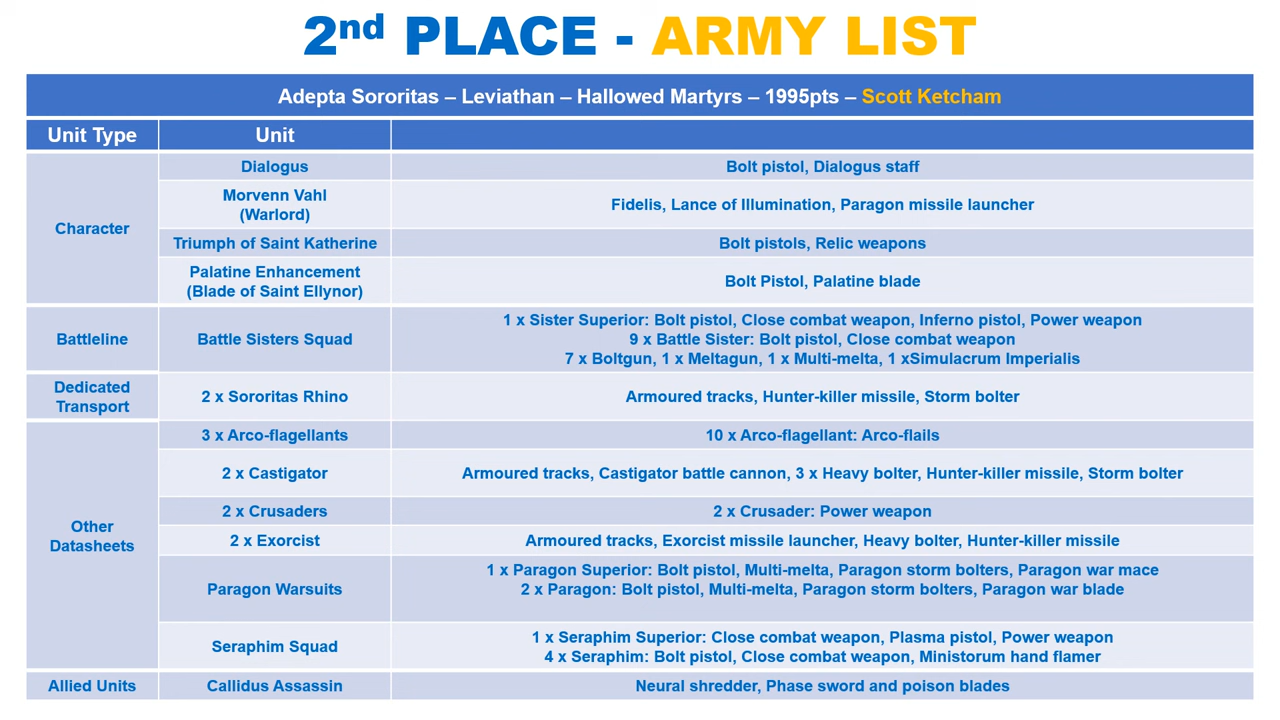 2nd PLACE - ARMY LIST
Adepta Sororitas – Leviathan – Hallowed Martyrs – 1995pts – Scott Ketcham
Unit Type Unit
Character
Dialogus
Bolt pistol, Dialogus staff
Morvenn Vahl
(Warlord)
Fidelis, Lance of Illumination, Paragon missile launcher
Triumph of Saint Katherine
Bolt pistols, Relic weapons
Palatine Enhancement
(Blade of Saint Ellynor)
Bolt Pistol, Palatine blade
Battleline
Battle Sisters Squad
1 x Sister Superior: Bolt pistol, Close combat weapon, Inferno pistol, Power weapon
9 x Battle Sister: Bolt pistol, Close combat weapon
7 x Boltgun, 1 x Meltagun, 1 x Multi-melta, 1 xSimulacrum Imperialis
Dedicated
Transport
2 x Sororitas Rhino
Armoured tracks, Hunter-killer missile, Storm bolter
Other
Datasheets
3 x Arco-flagellants
10 x Arco-flagellant: Arco-flails
2 x Castigator
Armoured tracks, Castigator battle cannon, 3 x Heavy bolter, Hunter-killer missile, Storm bolter
2 x Crusaders
2 x Crusader: Power weapon
2 x Exorcist
Armoured tracks, Exorcist missile launcher, Heavy bolter, Hunter-killer missile
Paragon Warsuits
1 x Paragon Superior: Bolt pistol, Multi-melta, Paragon storm bolters, Paragon war mace
2 x Paragon: Bolt pistol, Multi-melta, Paragon storm bolters, Paragon war blade
Seraphim Squad
1 x Seraphim Superior: Close combat weapon, Plasma pistol, Power weapon
4 x Seraphim: Bolt pistol, Close combat weapon, Ministorum hand flamer
Allied Units
Callidus Assassin
Neural shredder, Phase sword and poison blades